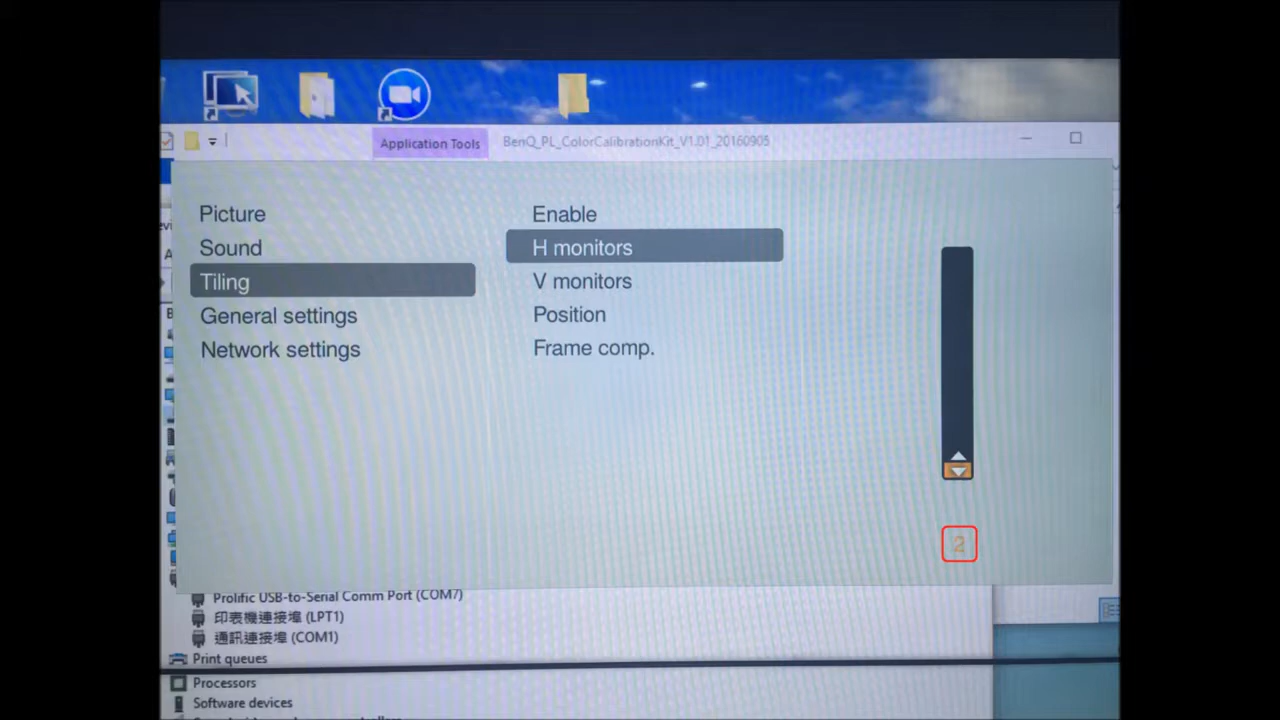 Application Tools
BenQ_PL_ColorCalibrationKit_V1.01_20160905
Picture
Sound
Tiling
General settings
Network settings
Enable
H monitors
V monitors
Position
Frame comp.
2
Prolific USB-to-Serial Comm Port (COM7)
印表機連接埠 (LPT1)
通訊連接埠 (COM1)
Print queues
Processors
Software devices